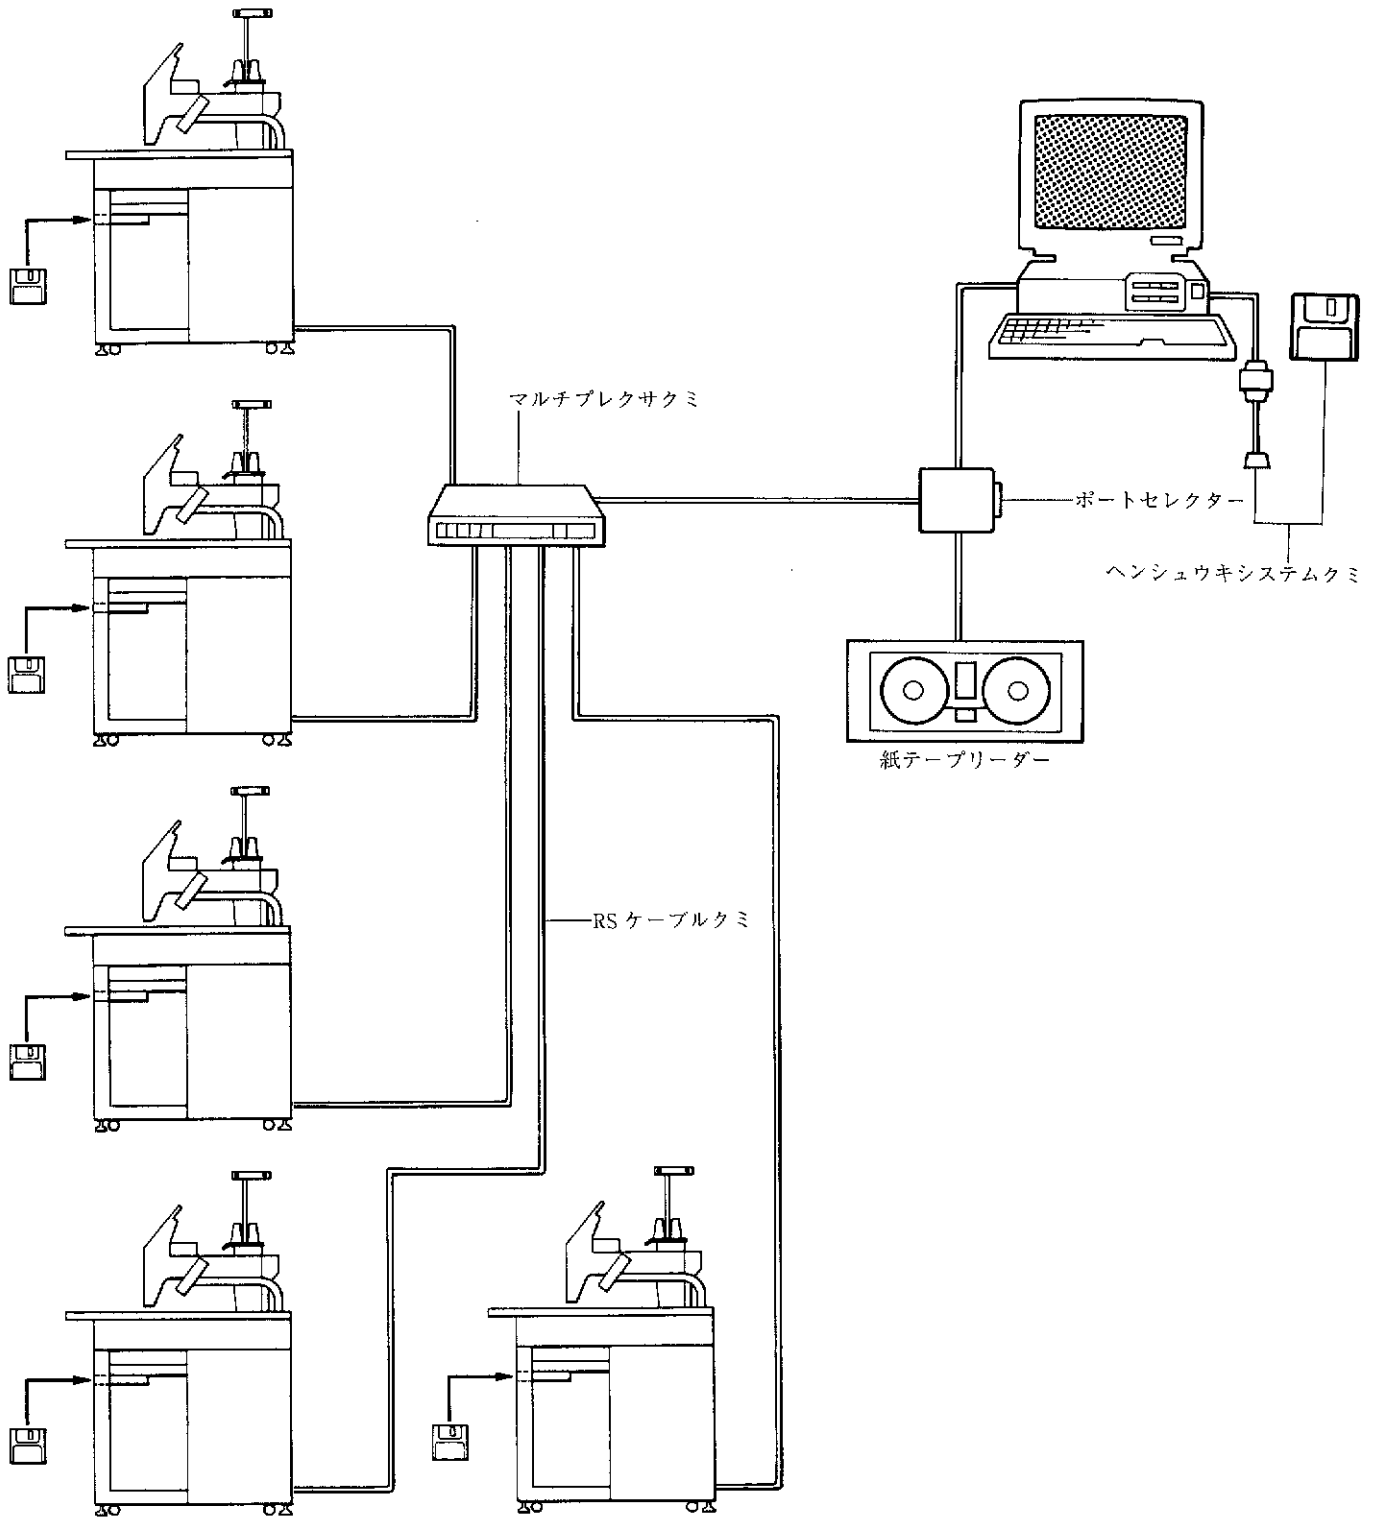 マルチプレクサクミ
ポートセレクター
ヘンシュウキシステムクミ
紙テープリーダー
RSケーブルクミ